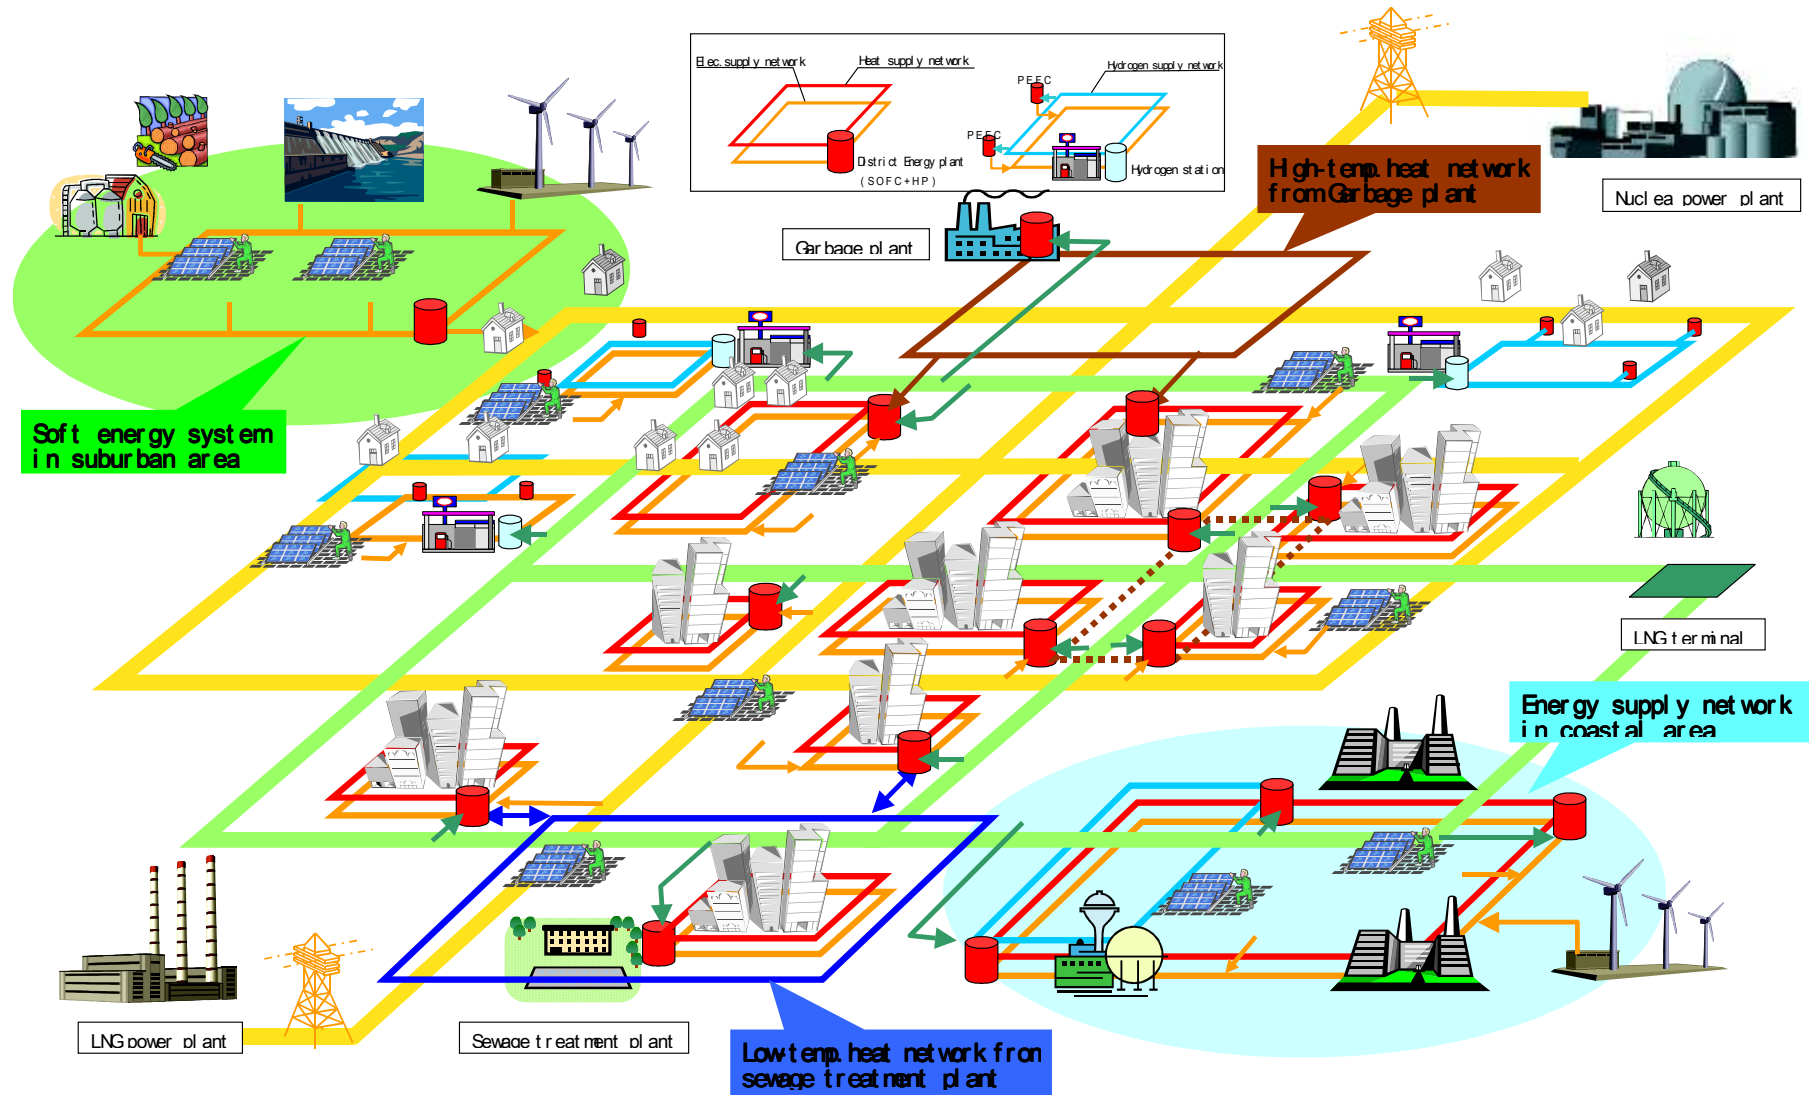 Elec. supply network
Heat supply network
District Energy plant
(SOFC+HP)
Hydrogen supply network
PEFC
PEFC
Hydrogen station
High-temp. heat network
from Garbage plant
Nuclea power plant
Garbage plant
Soft energy system
in suburban area
LNG terminal
Energy supply network
in coastal area
LNG power plant
Sewage treatment plant
Low-temp. heat network from
sewage treatment plant